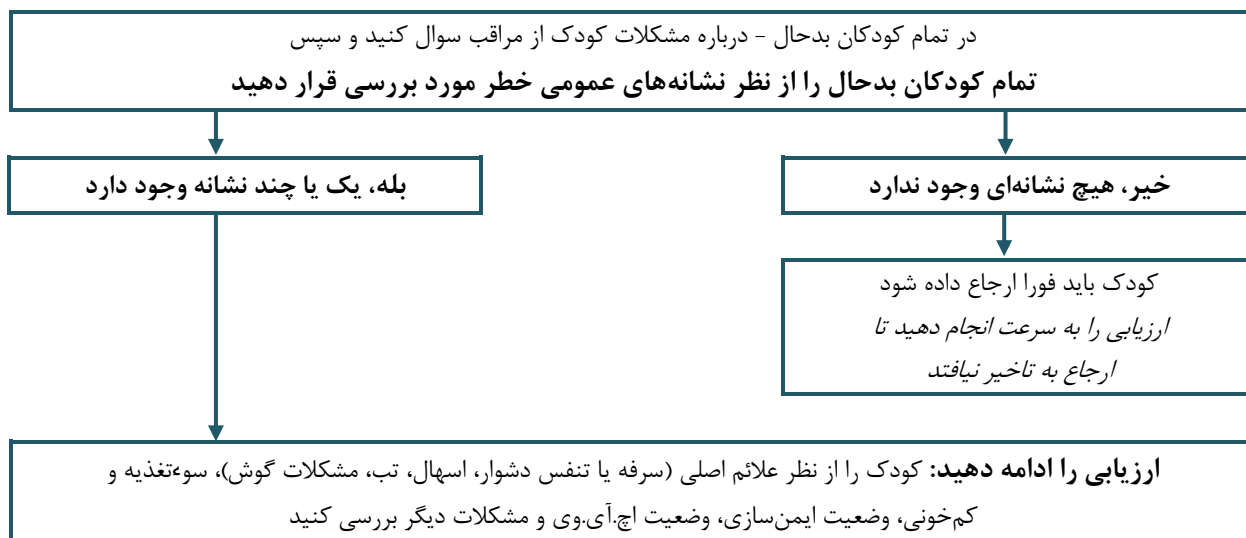 در تمام کودکان بدحال - درباره مشکلات کودک از مراقب سوال کنید و سپس
تمام کودکان بدحال را از نظر نشانه‌های عمومی خطر مورد بررسی قرار دهید
خیر، هیچ نشانه‌ای وجود ندارد
بله، یک یا چند نشانه وجود دارد
کودک باید فورا ارجاع داده شود
ارزیابی را به سرعت انجام دهید تا
ارجاع به تاخیر نیافتد
ارزیابی را ادامه دهید: کودک را از نظر علائم اصلی (سرفه یا تنفس دشوار، اسهال، تب، مشکلات گوش)، سوءتغذیه و
کم‌خونی، وضعیت ایمن‌سازی، وضعیت اچ.آی.وی و مشکلات دیگر بررسی کنید